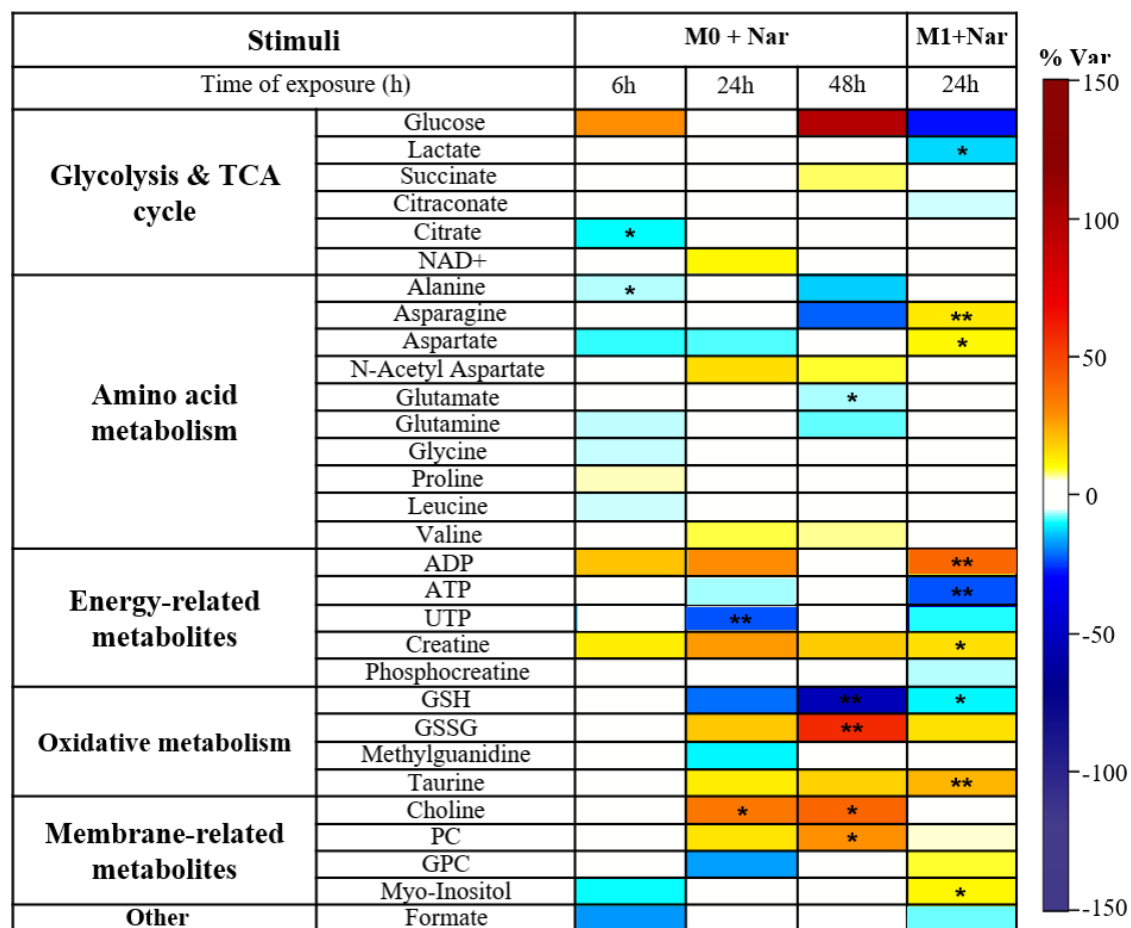 Stimuli M0 + Nar M1+Nar
% Var
Time of exposure (h) 6h 24h 48h 24h
150
Glycolysis & TCA
cycle
Glucose
Lactate *
Succinate
Citraconate
Citrate *
NAD+
100
Amino acid
metabolism
Alanine *
Asparagine **
Aspartate *
N-Acetyl Aspartate
Glutamate *
Glutamine
Glycine
Proline
Leucine
Valine
50
0
Energy-related
metabolites
ADP **
ATP **
UTP **
Creatine *
Phosphocreatine
-50
Oxidative metabolism
GSH ** *
GSSG **
Methylguanidine
Taurine **
-100
Membrane-related
metabolites
Choline * *
PC *
GPC
Myo-Inositol *
Other Formate
-150